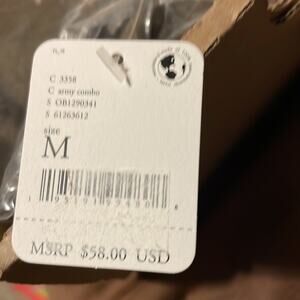 C 3358
C army combo
S OB1290341
S 61263612
size
M
MSRP $58.00 USD